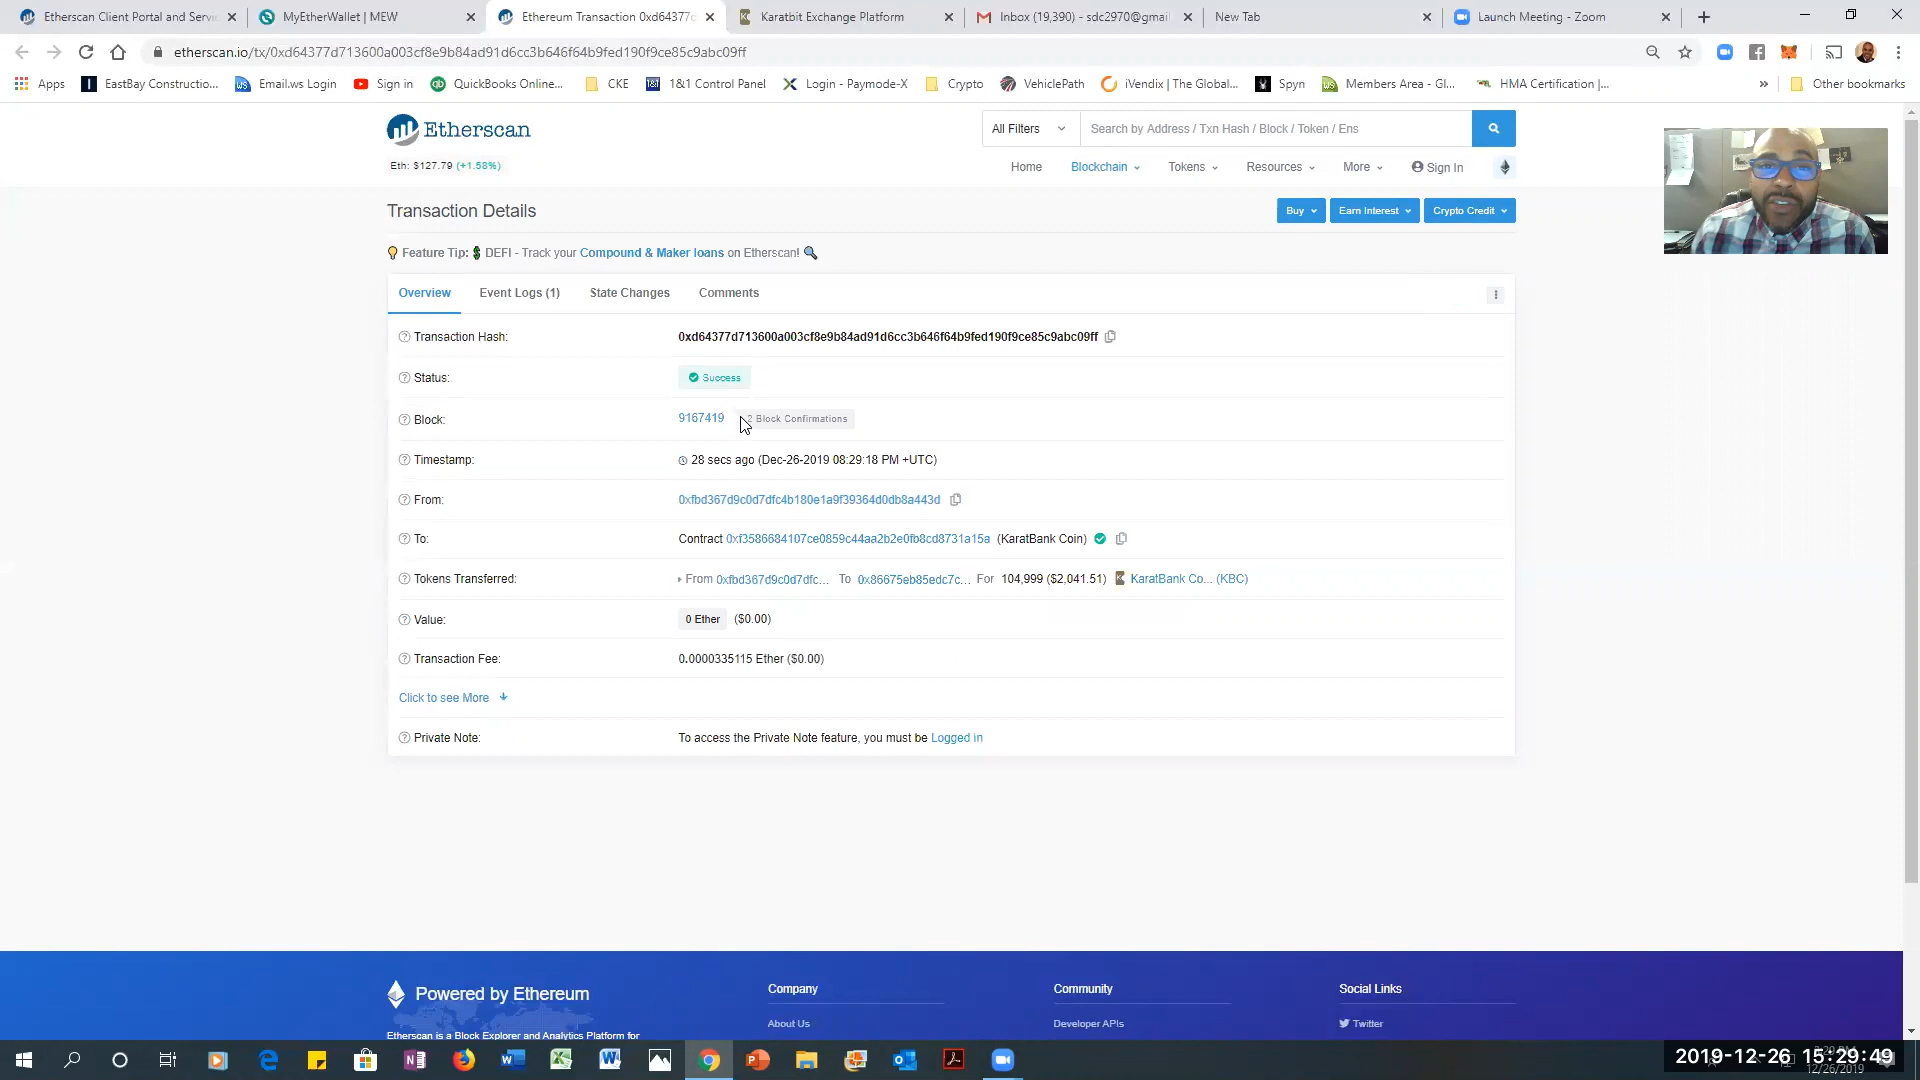 Etherscan Client Portal and Servi
MyEtherWallet | MEW
Ethereum Transaction 0xd64377d
Karatbit Exchange Platform
Inbox (19,390) - sdc2970@gmai
New Tab
Launch Meeting - Zoom
etherscan.io/tx/0xd64377d713600a003cf8e9b84ad91d6cc3b646f64b9fed190f9ce85c9abc09ff
Apps
EastBay Constructio...
Email.ws Login
Sign in
QuickBooks Online...
CKE
1&1 Control Panel
Login - Paymode-X
Crypto
VehiclePath
iVendix | The Global...
Spyn
Members Area - Gl...
HMA Certification |...
» Other bookmarks
Etherscan
All Filters
Search by Address / Txn Hash / Block / Token / Ens
Eth: $127.79 (+1.58%)
Home Blockchain Tokens Resources More Sign In
Transaction Details
Buy Earn Interest Crypto Credit
Feature Tip: DEFI - Track your Compound & Maker loans on Etherscan!
Overview Event Logs (1) State Changes Comments
Transaction Hash: 0xd64377d713600a003cf8e9b84ad91d6cc3b646f64b9fed190f9ce85c9abc09ff
Status: Success
Block: 9167419 2 Block Confirmations
Timestamp: 28 secs ago (Dec-26-2019 08:29:18 PM +UTC)
From: 0xfbd367d9c0d7dfc4b180e1a9f39364d0db8a443d
To: Contract 0xf3586684107ce0859c44aa2b2e0fb8cd8731a15a (KaratBank Coin)
Tokens Transferred: From 0xfbd367d9c0d7dfc... To 0x86675eb85edc7c... For 104,999 ($2,041.51) KaratBank Co... (KBC)
Value: 0 Ether ($0.00)
Transaction Fee: 0.0000335115 Ether ($0.00)
Click to see More
Private Note: To access the Private Note feature, you must be Logged in
Powered by Ethereum
Etherscan is a Block Explorer and Analytics Platform for
Company
About Us
Community
Developer APIs
Social Links
Twitter
2019-12-26 15:29:49
12/26/2019